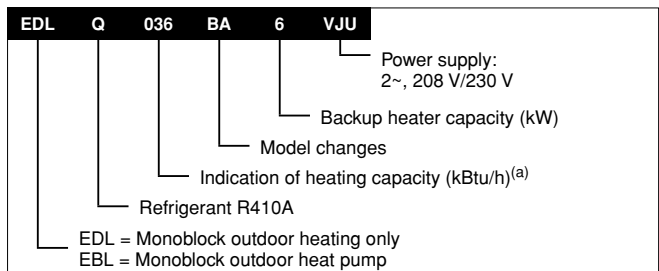 EDL Q 036 BA 6 VJU
Power supply:
2~, 208 V/230 V
Backup heater capacity (kW)
Model changes
Indication of heating capacity (kBtu/h)(a)
Refrigerant R410A
EDL = Monoblock outdoor heating only
EBL = Monoblock outdoor heat pump